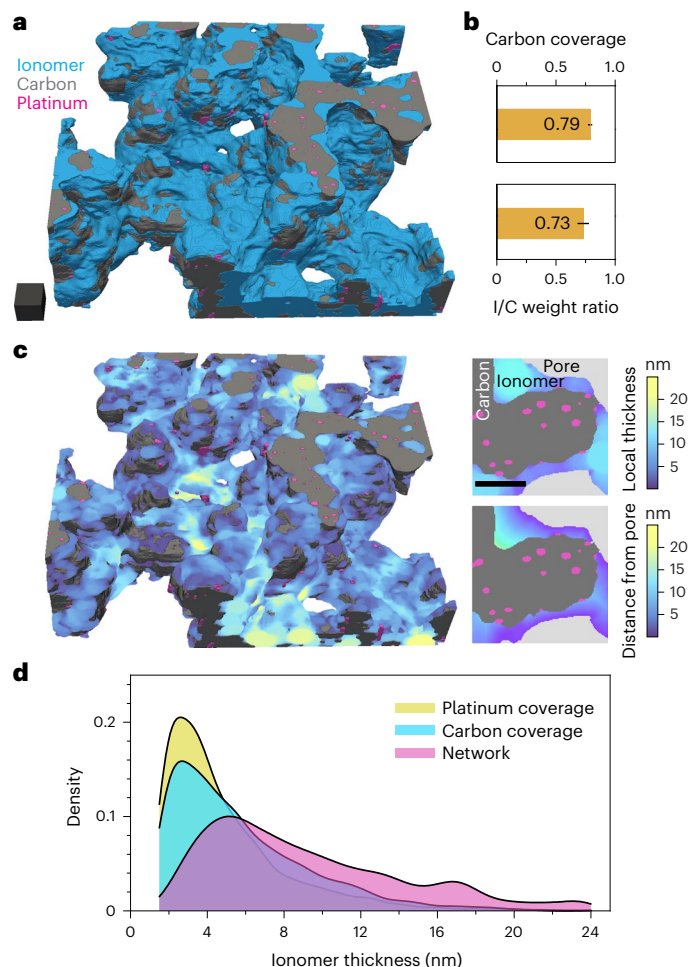 a
Ionomer
Carbon
Platinum
b
Carbon coverage
0 0.5 1.0
0.79
0.73
0 0.5 1.0
I/C weight ratio
c
Carbon
Pore
Ionomer
nm
20
15
10
5
Local thickness
nm
20
15
10
5
Distance from pore
d
Platinum coverage
Carbon coverage
Network
0.2
0.1
0
Density
0 4 8 12 16 20 24
Ionomer thickness (nm)